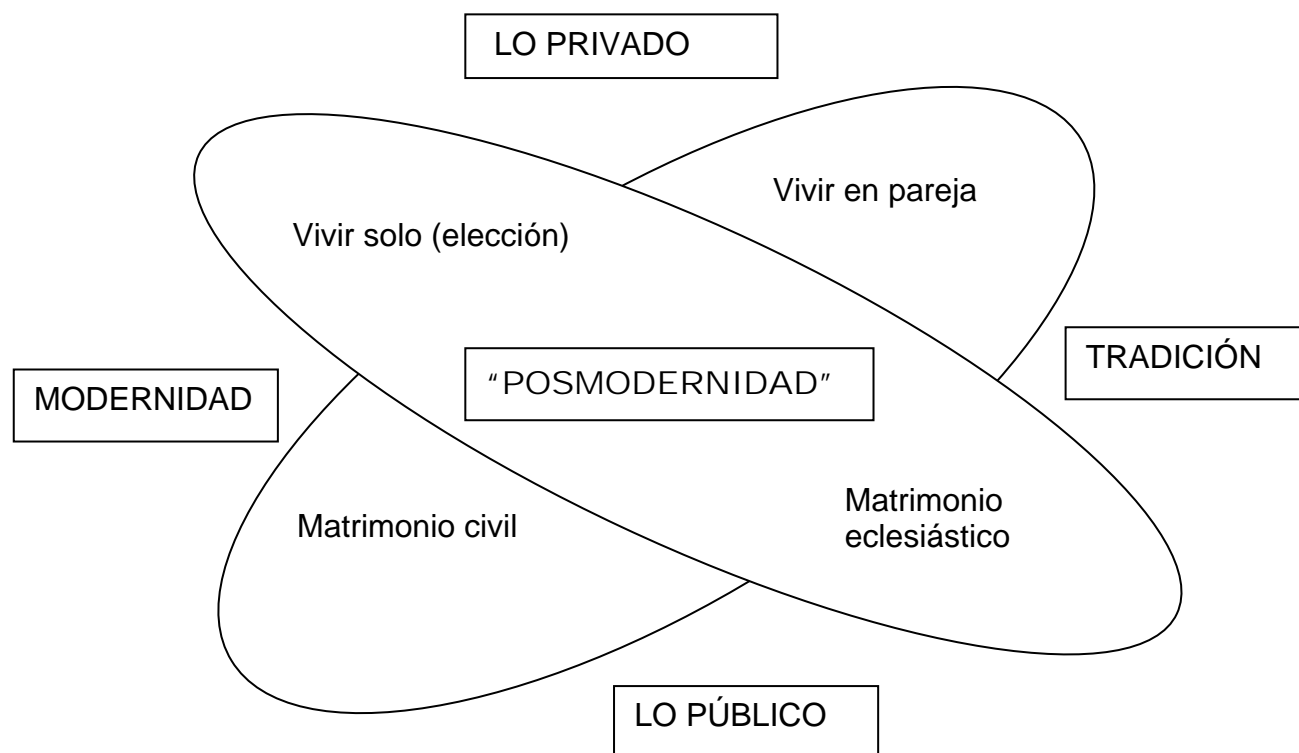 LO PRIVADO
Vivir en pareja
Vivir solo (elección)
TRADICIÓN
“POSMODERNIDAD”
MODERNIDAD
Matrimonio
eclesiástico
Matrimonio civil
LO PÚBLICO